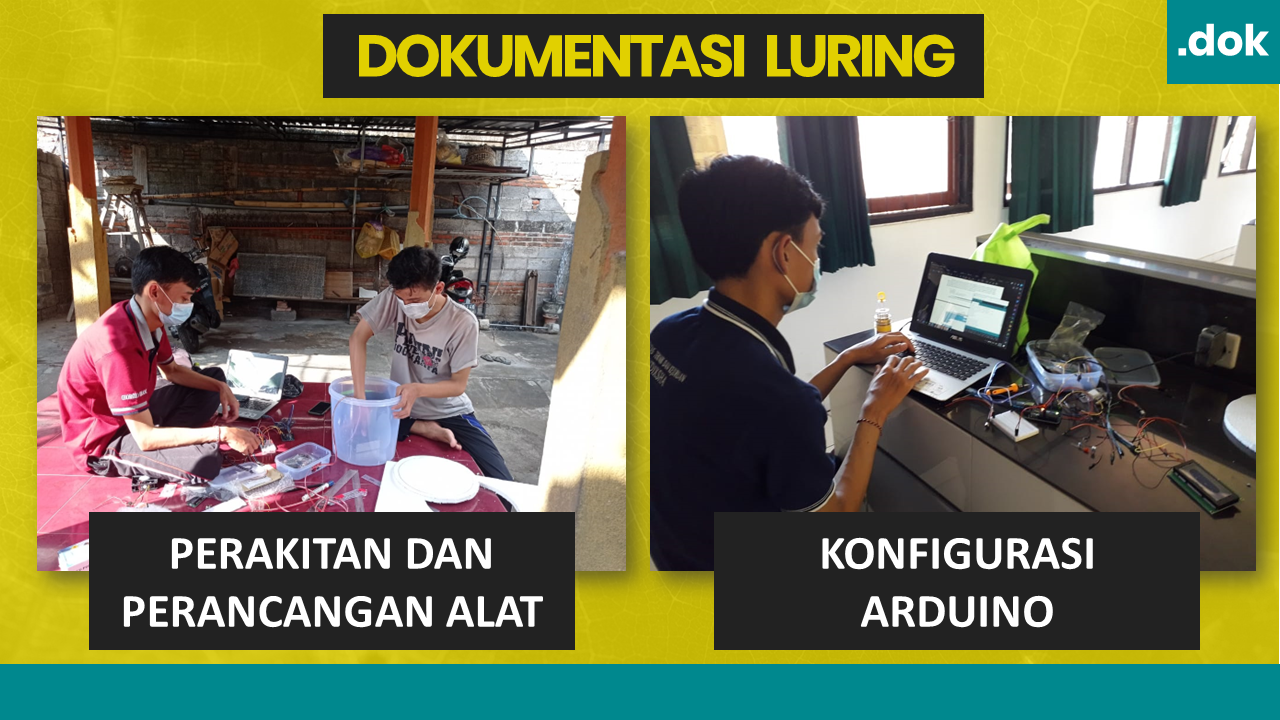 DOKUMENTASI LURING
.dok
PERAKITAN DAN
PERANCANGAN ALAT
KONFIGURASI
ARDUINO